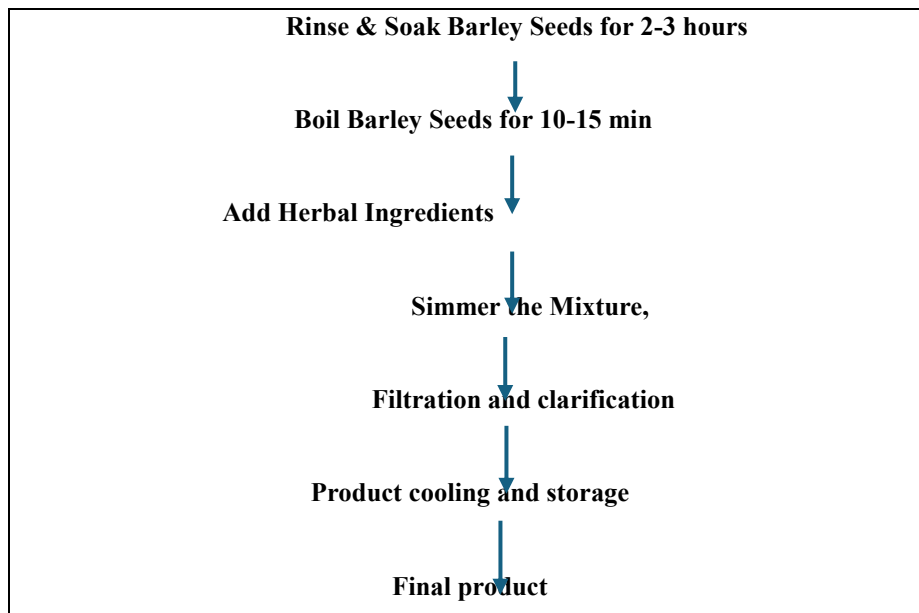 Rinse & Soak Barley Seeds for 2-3 hours
Boil Barley Seeds for 10-15 min
Add Herbal Ingredients
Simmer the Mixture,
Filtration and clarification
Product cooling and storage
Final product